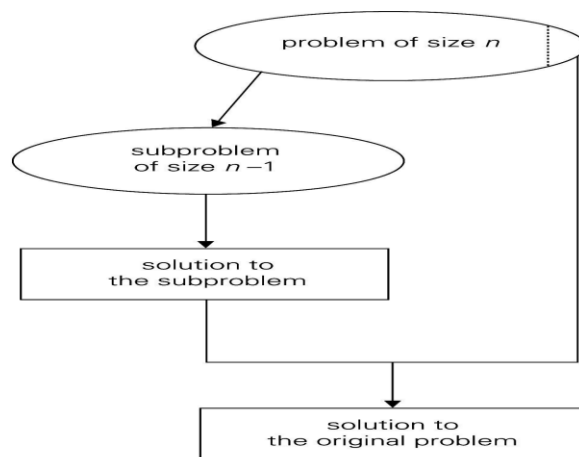 problem of size n
subproblem
of size n–1
solution to
the subproblem
solution to
the original problem